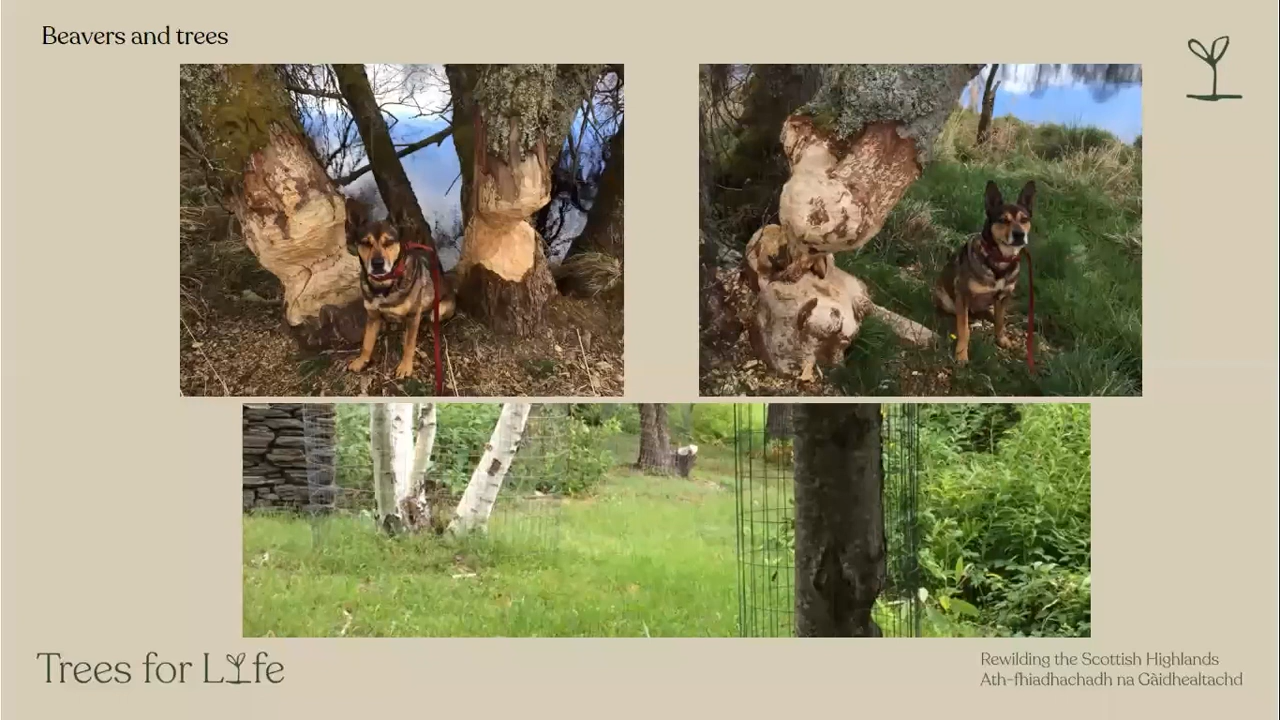 Beavers and trees
Trees for Life
Rewilding the Scottish Highlands
Ath-fhiadhachadh na Gàidhealtachd